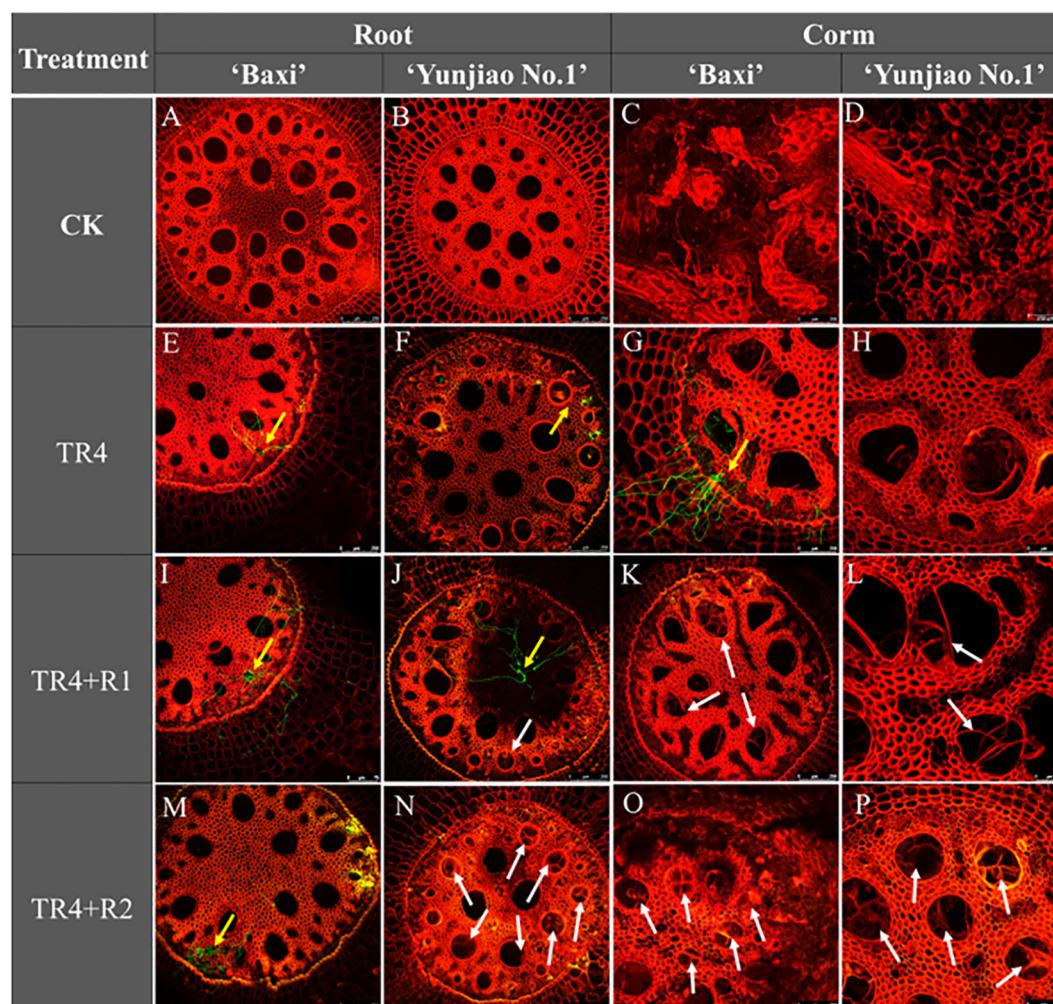 Treatment
Root
Corm
‘Baxi’
‘Yunjiao No.1’
‘Baxi’
‘Yunjiao No.1’
CK
A
B
C
D
TR4
E
F
G
H
TR4+R1
I
J
K
L
TR4+R2
M
N
O
P